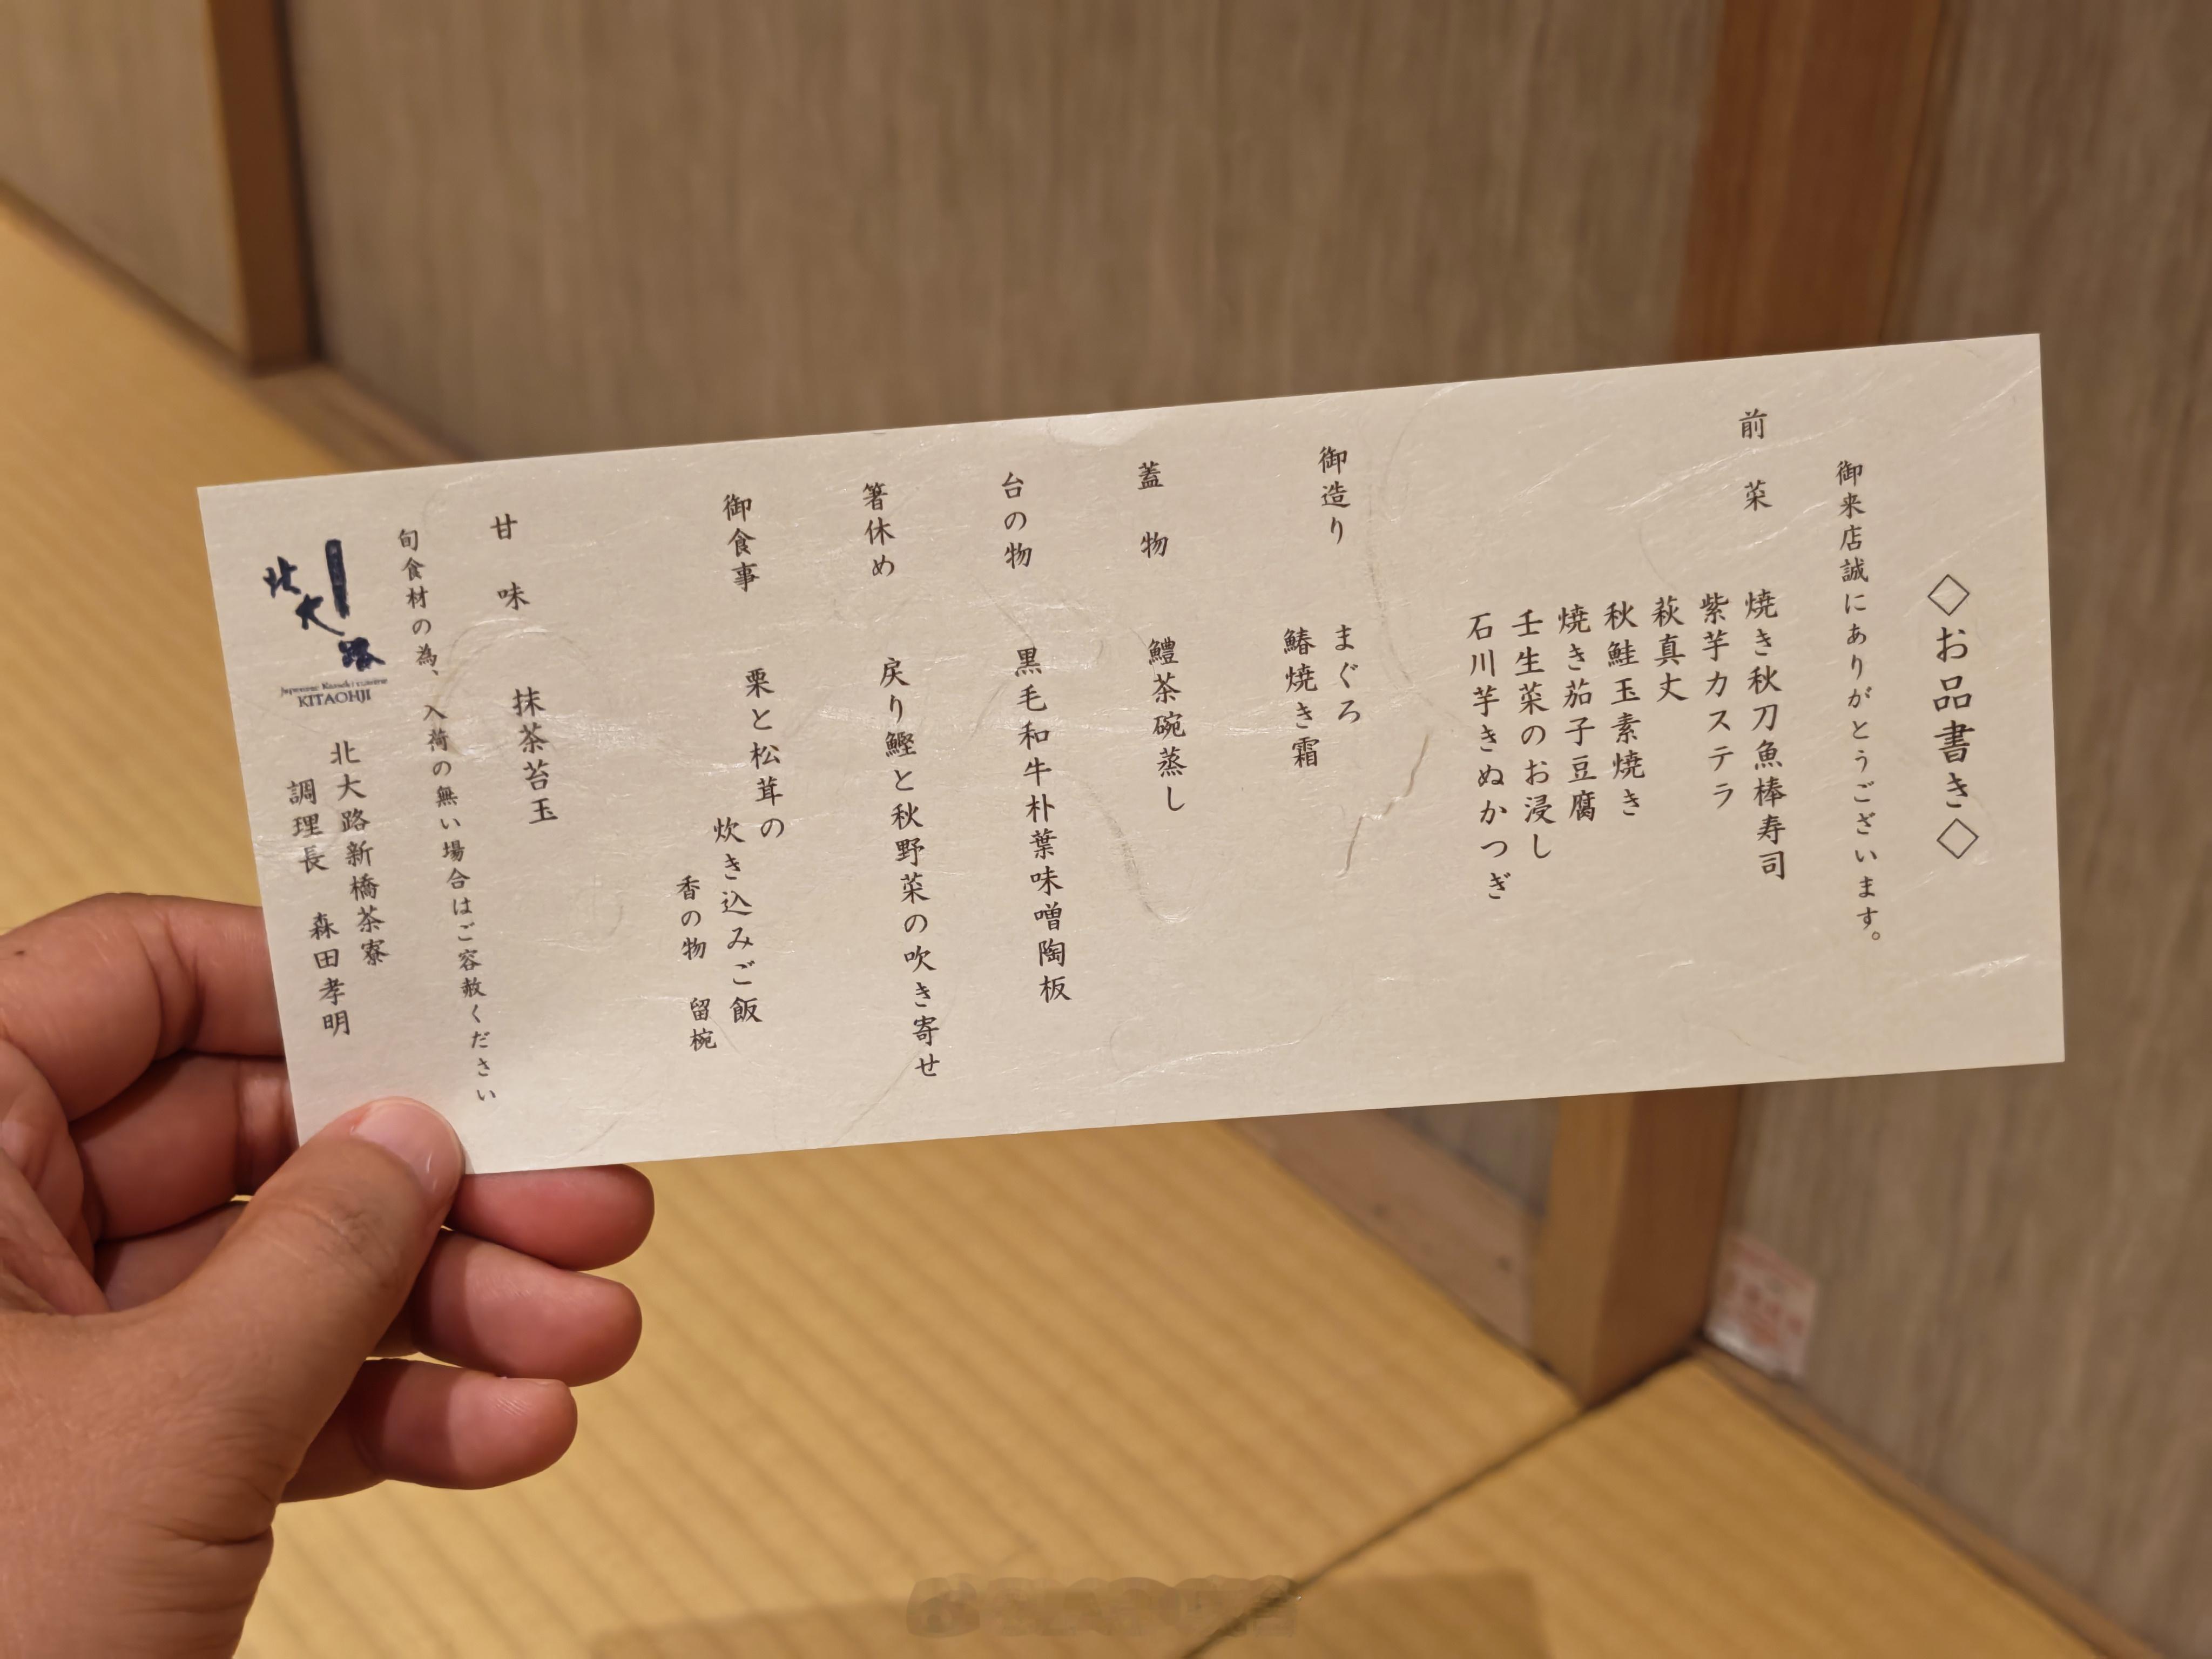 ◇お品書き◇
御来店誠にありがとうございます。
前菜
焼き秋刀魚棒寿司
紫芋カステラ
萩真丈
秋鮭玉素焼き
焼き茄子豆腐
壬生菜のお浸し
石川芋きぬかつぎ
御造り
まぐろ
鰆焼き霜
蓋物
鱧茶碗蒸し
台の物
黒毛和牛朴葉味噌陶板
箸休め
戻り鰹と秋野菜の吹き寄せ
御食事
栗と松茸の
炊き込みご飯
香の物 留椀
甘味
抹茶苔玉
旬食材の為、入荷の無い場合はご容赦ください
北大路
Japanese Kaiseki cuisine
KITAOHJI
北大路新橋茶寮
調理長 森田孝明